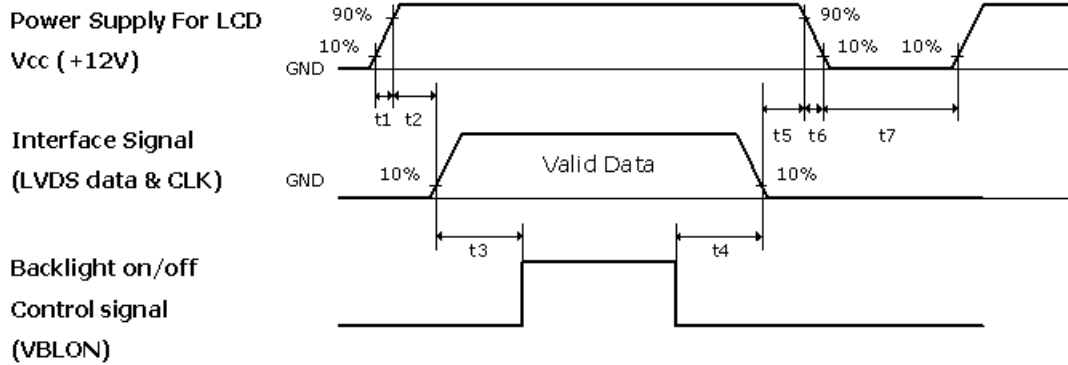 Power Supply For LCD
Vcc (+12V)
90%
10%
GND
90%
10%
10%
t1
t2
t5
t6
t7
Interface Signal
(LVDS data & CLK)
GND
10%
Valid Data
10%
t3
t4
Backlight on/off
Control signal
(VBLON)